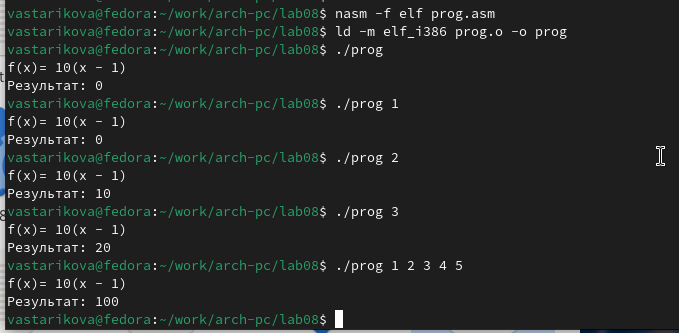 vastarikova@fedora:~/work/arch-pc/lab08$ nasm -f elf prog.asm
vastarikova@fedora:~/work/arch-pc/lab08$ ld -m elf_i386 prog.o -o prog
vastarikova@fedora:~/work/arch-pc/lab08$ ./prog
f(x)= 10(x - 1)
Результат: 0
vastarikova@fedora:~/work/arch-pc/lab08$ ./prog 1
f(x)= 10(x - 1)
Результат: 0
vastarikova@fedora:~/work/arch-pc/lab08$ ./prog 2
f(x)= 10(x - 1)
Результат: 10
vastarikova@fedora:~/work/arch-pc/lab08$ ./prog 3
f(x)= 10(x - 1)
Результат: 20
vastarikova@fedora:~/work/arch-pc/lab08$ ./prog 1 2 3 4 5
f(x)= 10(x - 1)
Результат: 100
vastarikova@fedora:~/work/arch-pc/lab08$